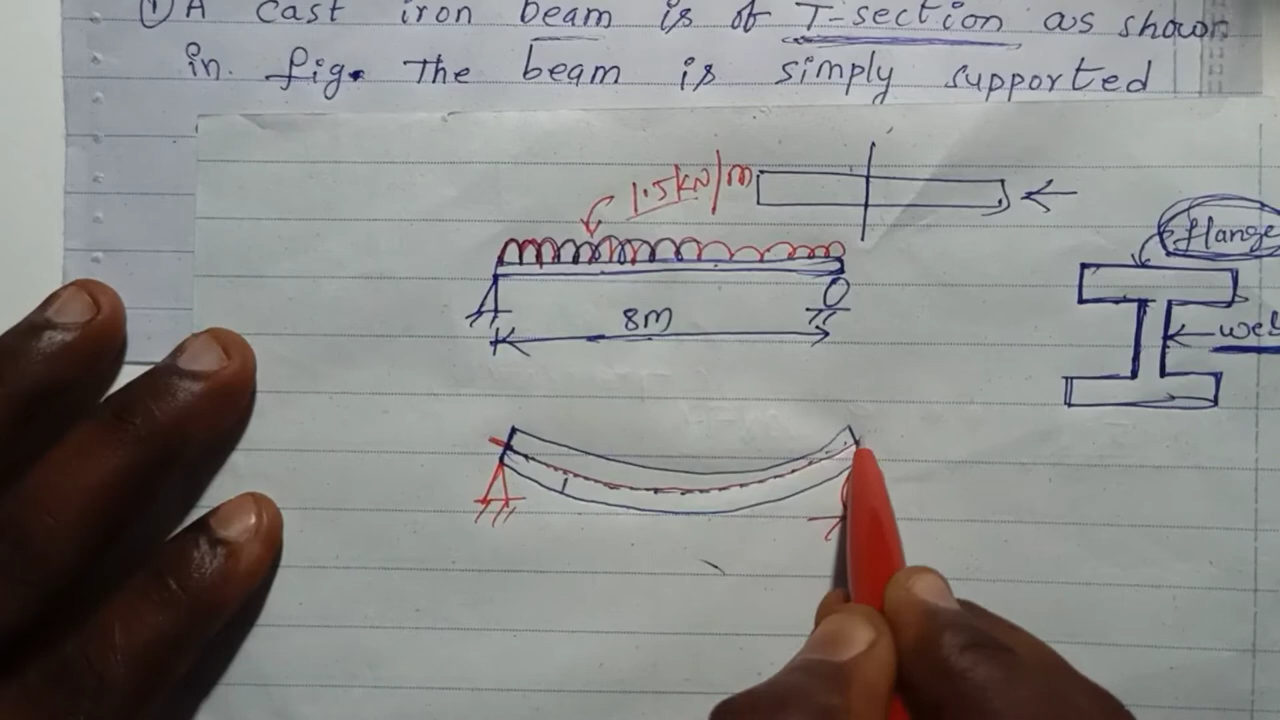 ① A cast iron beam is of T-section as shown
in. fig. The beam is simply supported
1.5kN/m
flange
8m
web